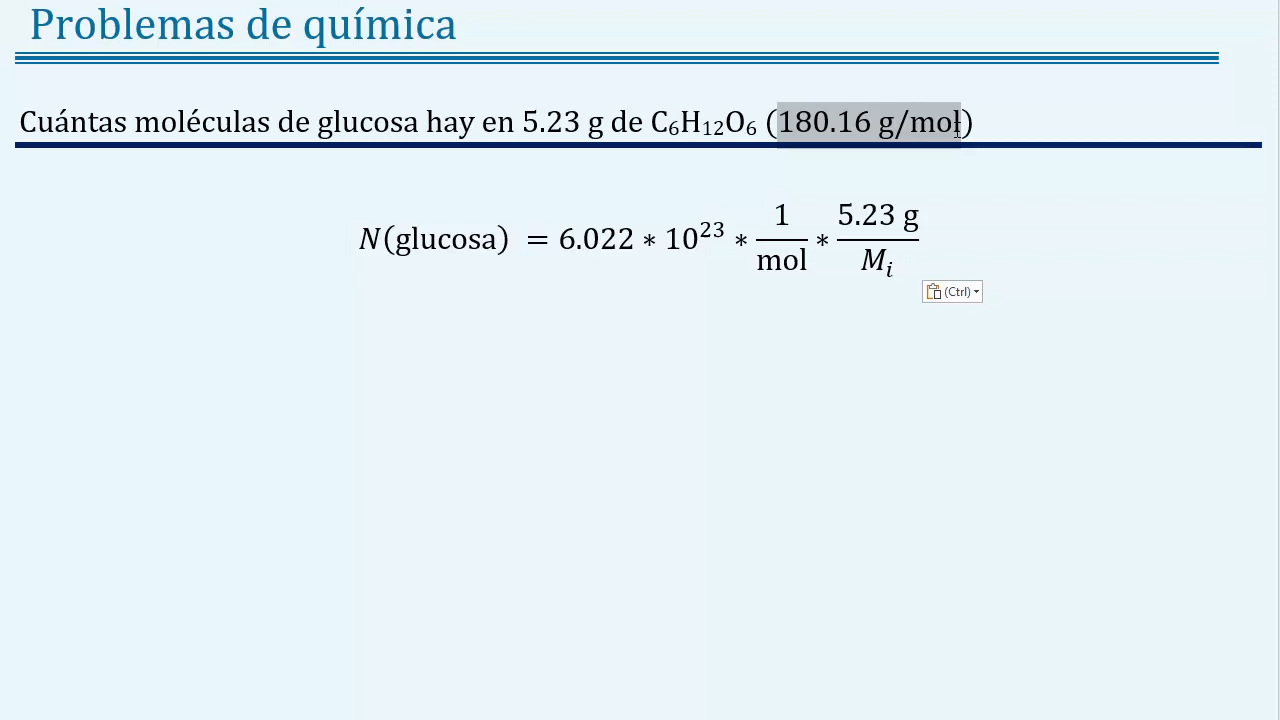 Problemas de química
Cuántas moléculas de glucosa hay en 5.23 g de C₆H₁₂O₆ (180.16 g/mol)
N(glucosa) = 6.022 * 10²³ * 1/mol * 5.23 g/Mᵢ
(Ctrl)